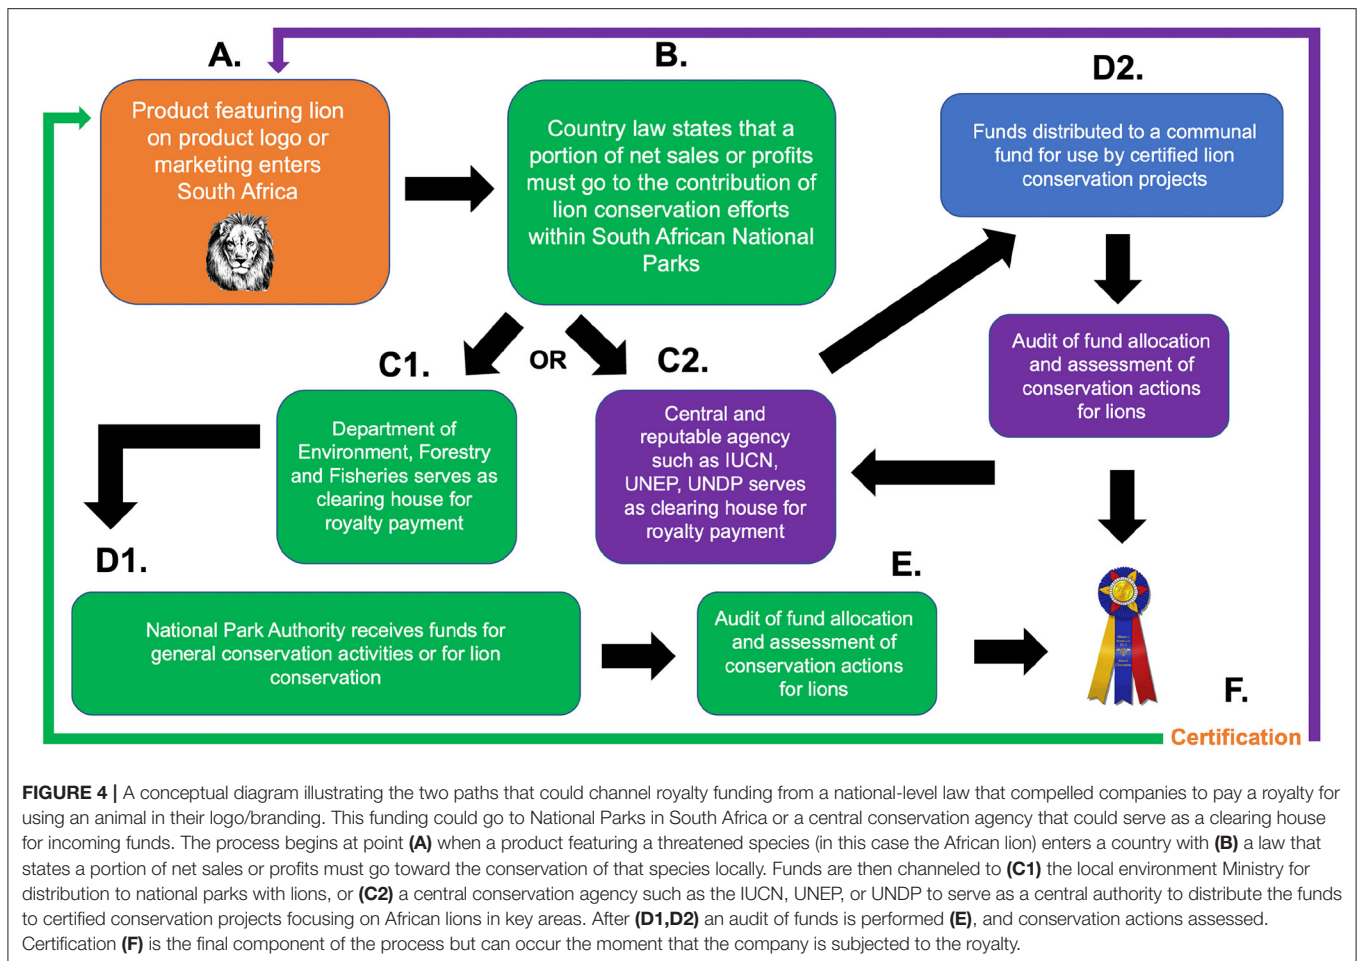 A.
Product featuring lion
on product logo or
marketing enters
South Africa
B.
Country law states that a
portion of net sales or profits
must go to the contribution of
lion conservation efforts
within South African National
Parks
D2.
Funds distributed to a communal
fund for use by certified lion
conservation projects
C1.
OR
C2.
Audit of fund allocation
and assessment of
conservation actions
for lions
Department of
Environment, Forestry
and Fisheries serves as
clearing house for
royalty payment
Central and
reputable agency
such as IUCN,
UNEP, UNDP serves
as clearing house for
royalty payment
D1.
National Park Authority receives funds for
general conservation activities or for lion
conservation
E.
Audit of fund allocation
and assessment of
conservation actions
for lions
F.
Certification
FIGURE 4 | A conceptual diagram illustrating the two paths that could channel royalty funding from a national-level law that compelled companies to pay a royalty for
using an animal in their logo/branding. This funding could go to National Parks in South Africa or a central conservation agency that could serve as a clearing house
for incoming funds. The process begins at point (A) when a product featuring a threatened species (in this case the African lion) enters a country with (B) a law that
states a portion of net sales or profits must go toward the conservation of that species locally. Funds are then channeled to (C1) the local environment Ministry for
distribution to national parks with lions, or (C2) a central conservation agency such as the IUCN, UNEP, or UNDP to serve as a central authority to distribute the funds
to certified conservation projects focusing on African lions in key areas. After (D1,D2) an audit of funds is performed (E), and conservation actions assessed.
Certification (F) is the final component of the process but can occur the moment that the company is subjected to the royalty.